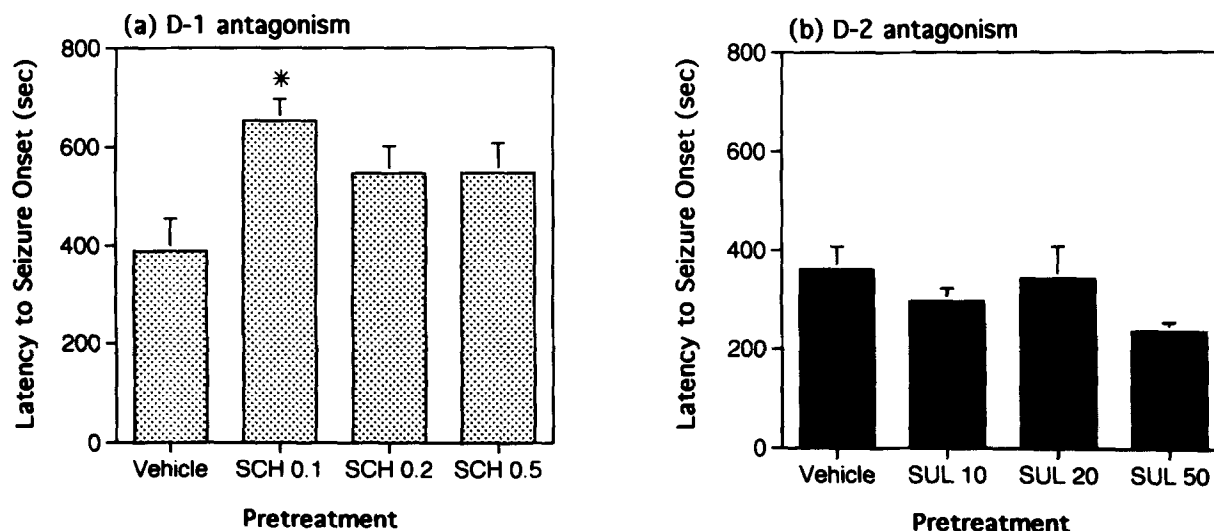 (a) D-1 antagonism
Latency to Seizure Onset (sec)
800
600
400
200
0
*
Vehicle SCH 0.1 SCH 0.2 SCH 0.5
Pretreatment
(b) D-2 antagonism
Latency to Seizure Onset (sec)
800
600
400
200
0
Vehicle SUL 10 SUL 20 SUL 50
Pretreatment